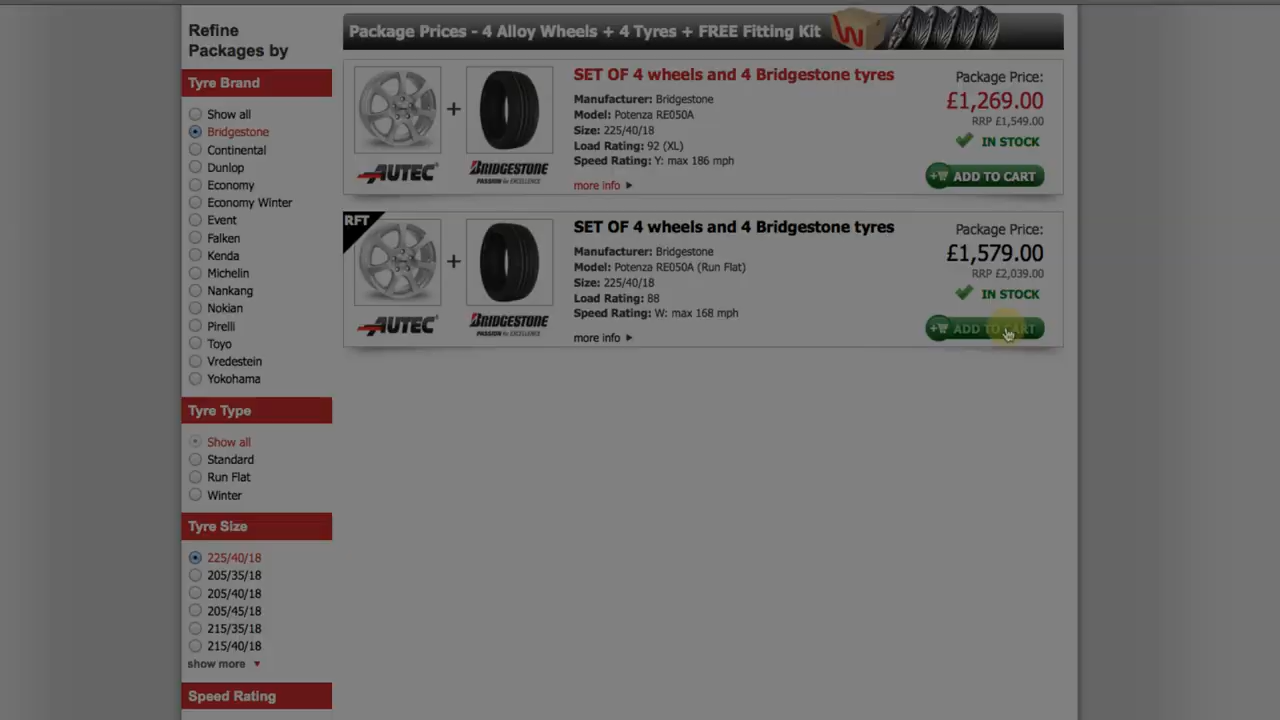 Refine
Packages by
Tyre Brand
Show all
Bridgestone
Continental
Dunlop
Economy
Economy Winter
Event
Falken
Kenda
Michelin
Nankang
Nokian
Pirelli
Toyo
Vredestein
Yokohama
Tyre Type
Show all
Standard
Run Flat
Winter
Tyre Size
225/40/18
205/35/18
205/40/18
205/45/18
215/35/18
215/40/18
show more
Speed Rating
Package Prices - 4 Alloy Wheels + 4 Tyres + FREE Fitting Kit
+
AUTEC
BRIDGESTONE
PASSION for EXCELLENCE
SET OF 4 wheels and 4 Bridgestone tyres
Manufacturer: Bridgestone
Model: Potenza RE050A
Size: 225/40/18
Load Rating: 92 (XL)
Speed Rating: Y: max 186 mph
more info
Package Price:
£1,269.00
RRP £1,549.00
IN STOCK
+ ADD TO CART
RFT
+
AUTEC
BRIDGESTONE
PASSION for EXCELLENCE
SET OF 4 wheels and 4 Bridgestone tyres
Manufacturer: Bridgestone
Model: Potenza RE050A (Run Flat)
Size: 225/40/18
Load Rating: 88
Speed Rating: W: max 168 mph
more info
Package Price:
£1,579.00
RRP £2,039.00
IN STOCK
+ ADD TO CART